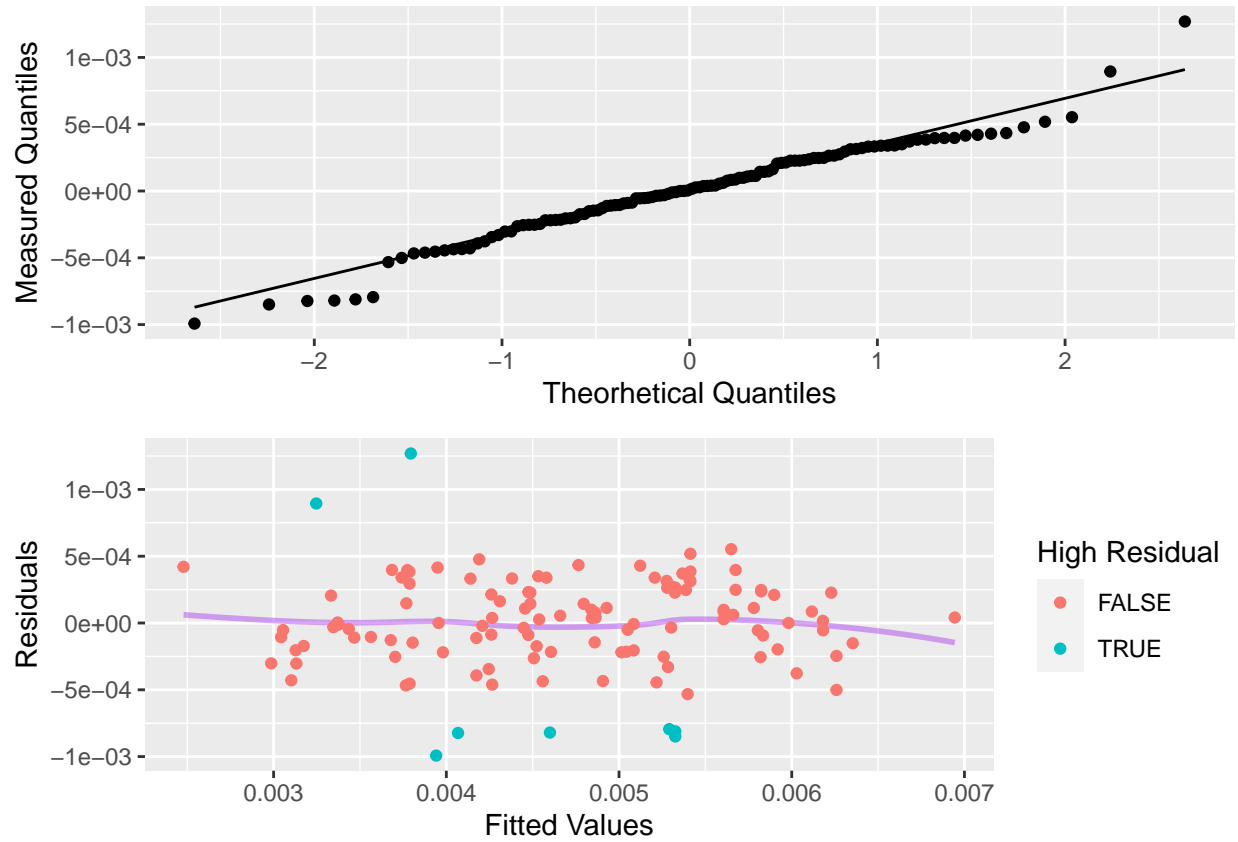 1e−03
5e−04
0e+00
−5e−04
−1e−03
Measured Quantiles
−2
−1
0
1
2
Theorhetical Quantiles
1e−03
5e−04
0e+00
−5e−04
−1e−03
Residuals
0.003
0.004
0.005
0.006
0.007
Fitted Values
High Residual
FALSE
TRUE